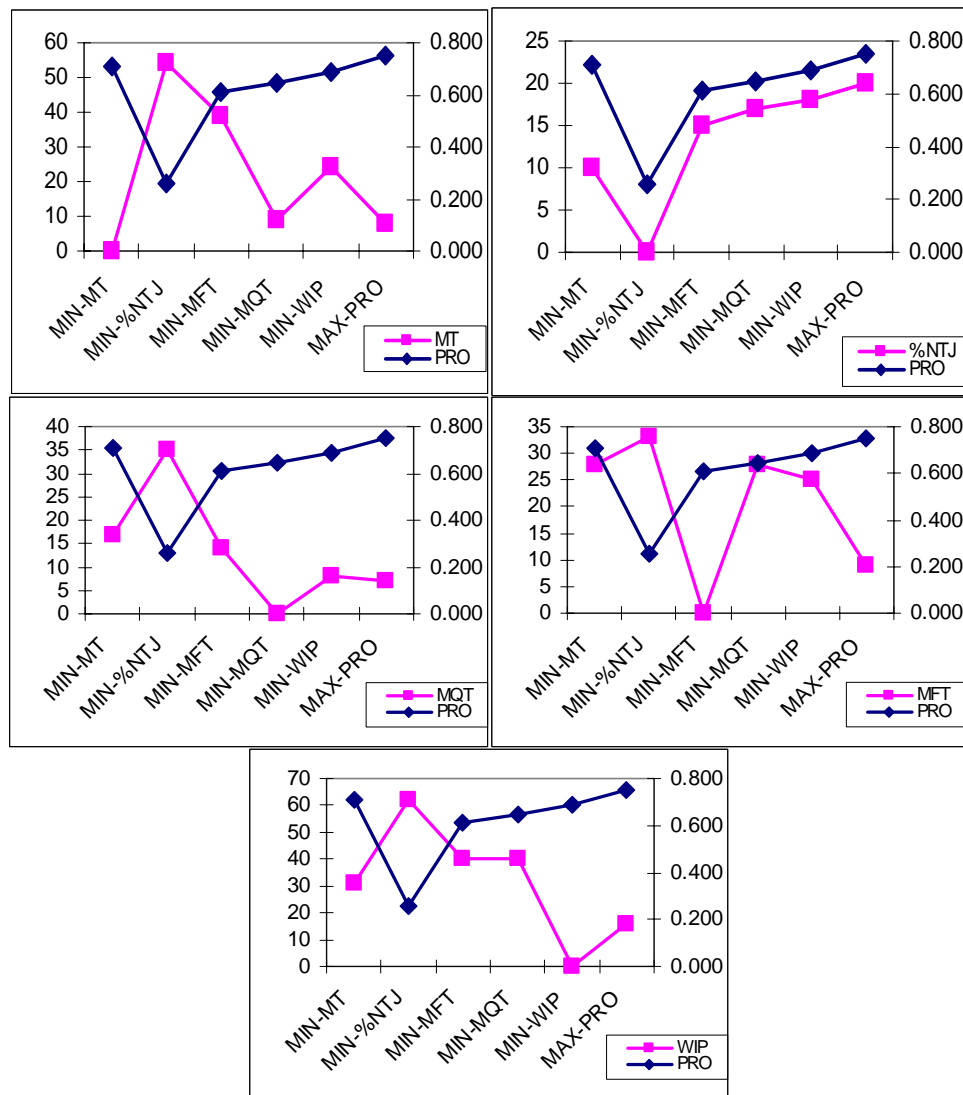 60
50
40
30
20
10
0
0.800
0.600
0.400
0.200
0.000
MIN-MT
MIN-%NTJ
MIN-MFT
MIN-MQT
MIN-WIP
MAX-PRO
MT
PRO
25
20
15
10
5
0
0.800
0.600
0.400
0.200
0.000
MIN-MT
MIN-%NTJ
MIN-MFT
MIN-MQT
MIN-WIP
MAX-PRO
%NTJ
PRO
40
35
30
25
20
15
10
5
0
0.800
0.600
0.400
0.200
0.000
MIN-MT
MIN-%NTJ
MIN-MFT
MIN-MQT
MIN-WIP
MAX-PRO
MQT
PRO
35
30
25
20
15
10
5
0
0.800
0.600
0.400
0.200
0.000
MIN-MT
MIN-%NTJ
MIN-MFT
MIN-MQT
MIN-WIP
MAX-PRO
MFT
PRO
70
60
50
40
30
20
10
0
0.800
0.600
0.400
0.200
0.000
MIN-MT
MIN-%NTJ
MIN-MFT
MIN-MQT
MIN-WIP
MAX-PRO
WIP
PRO